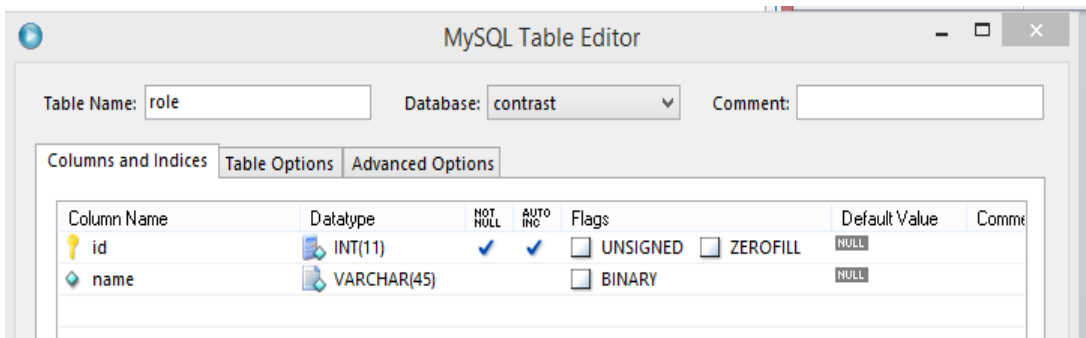 MySQL Table Editor
Table Name: role Database: contrast Comment:
Columns and Indices Table Options Advanced Options
Column Name Datatype NOT NULL AUTO INC Flags Default Value Comme
id INT(11) UNSIGNED ZEROFILL NULL
name VARCHAR(45) BINARY NULL